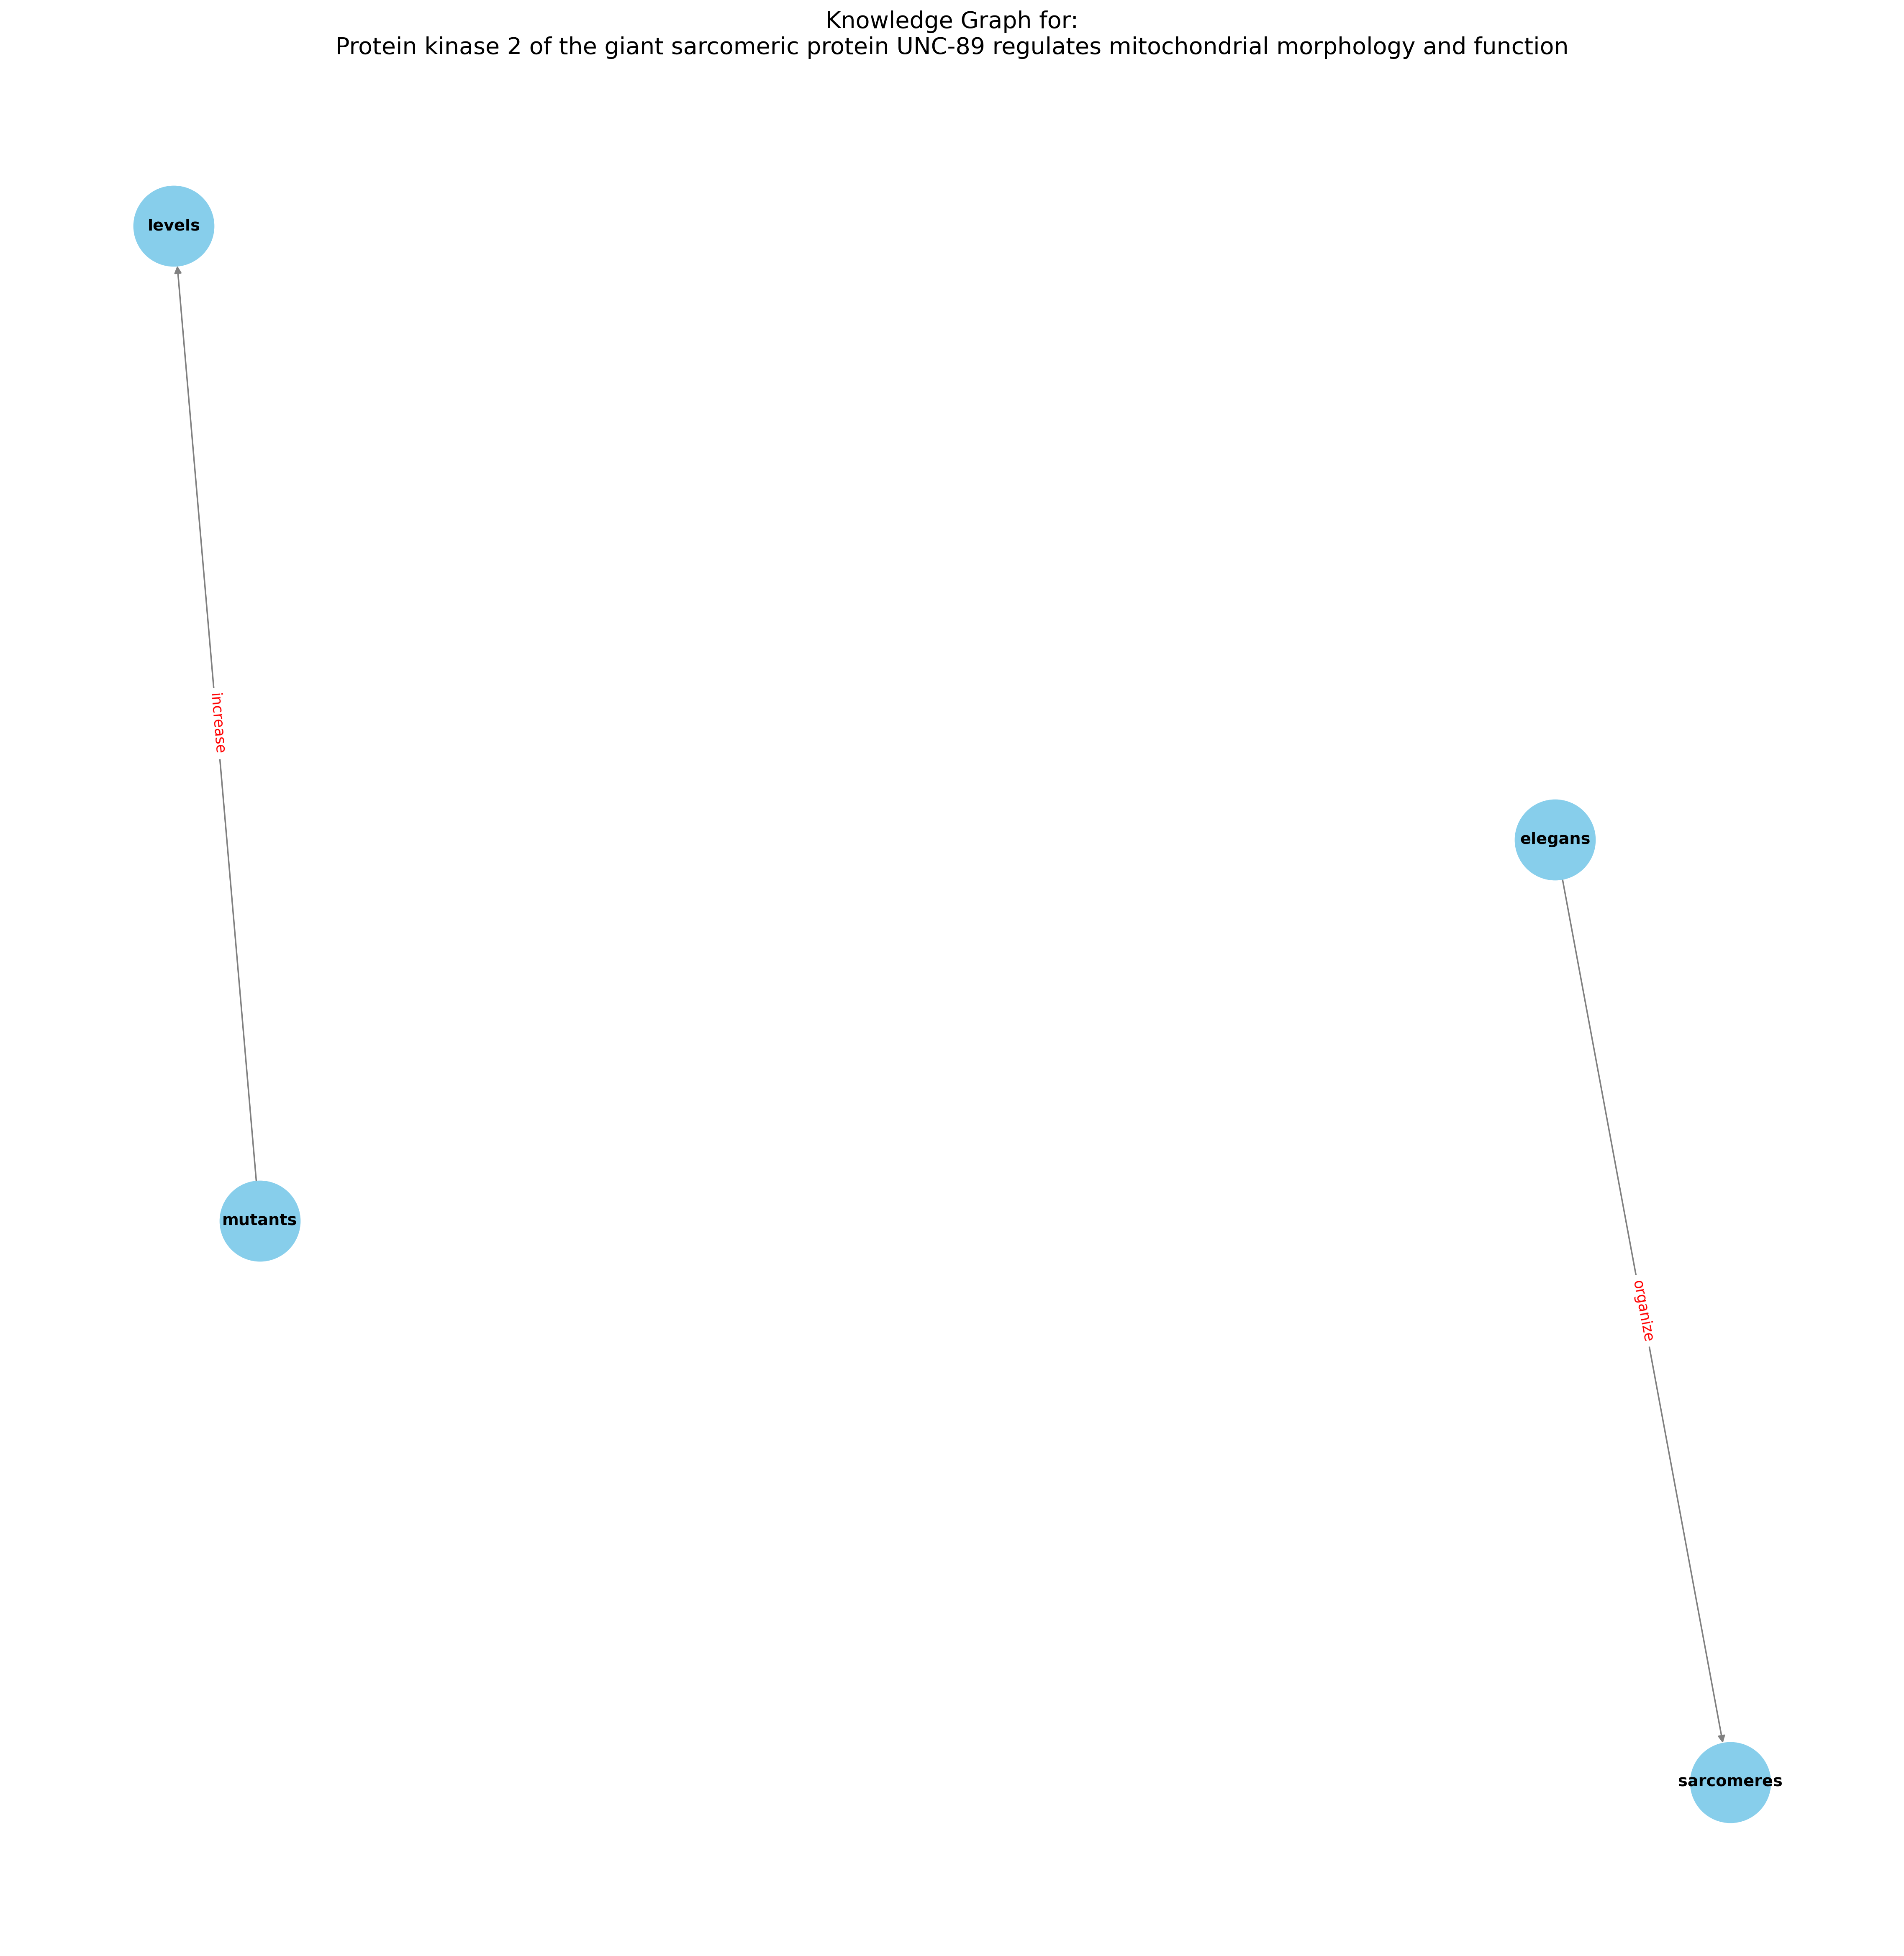 Knowledge Graph for:
Protein kinase 2 of the giant sarcomeric protein UNC-89 regulates mitochondrial morphology and function
levels
increase
elegans
mutants
organize
sarcomeres